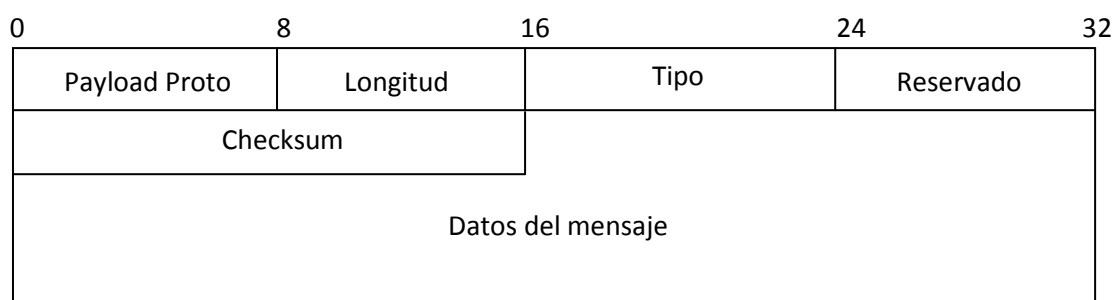 0 8 16 24 32
Payload Proto Longitud Tipo Reservado
Checksum
Datos del mensaje